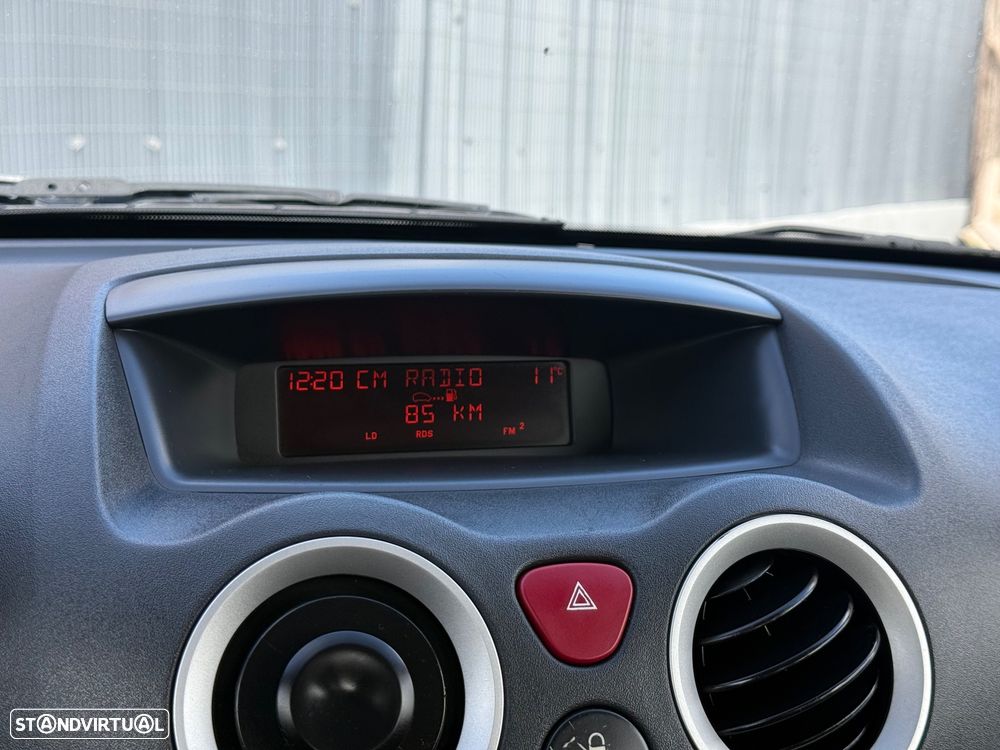 12:20 CM RADIO 11°C
85 KM
LD RDS FM 2
STANDVIRTUAL